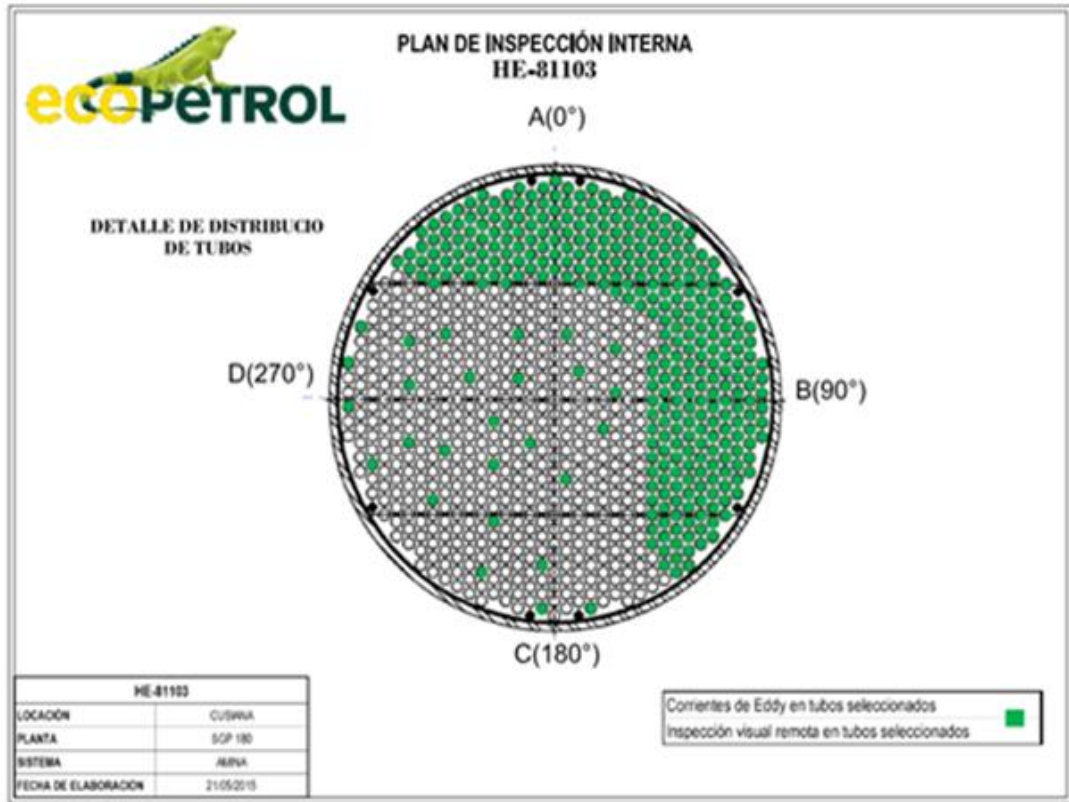 ecoPETROL
PLAN DE INSPECCIÓN INTERNA
HE-81103
A(0°)
DETALLE DE DISTRIBUCIO
DE TUBOS
D(270°)
B(90°)
C(180°)
HE-81103
LOCACIÓN CUSIANA
PLANTA SGP 180
SISTEMA AMINA
FECHA DE ELABORACIÓN 21/05/2015
Corrientes de Eddy en tubos seleccionados
Inspección visual remota en tubos seleccionados